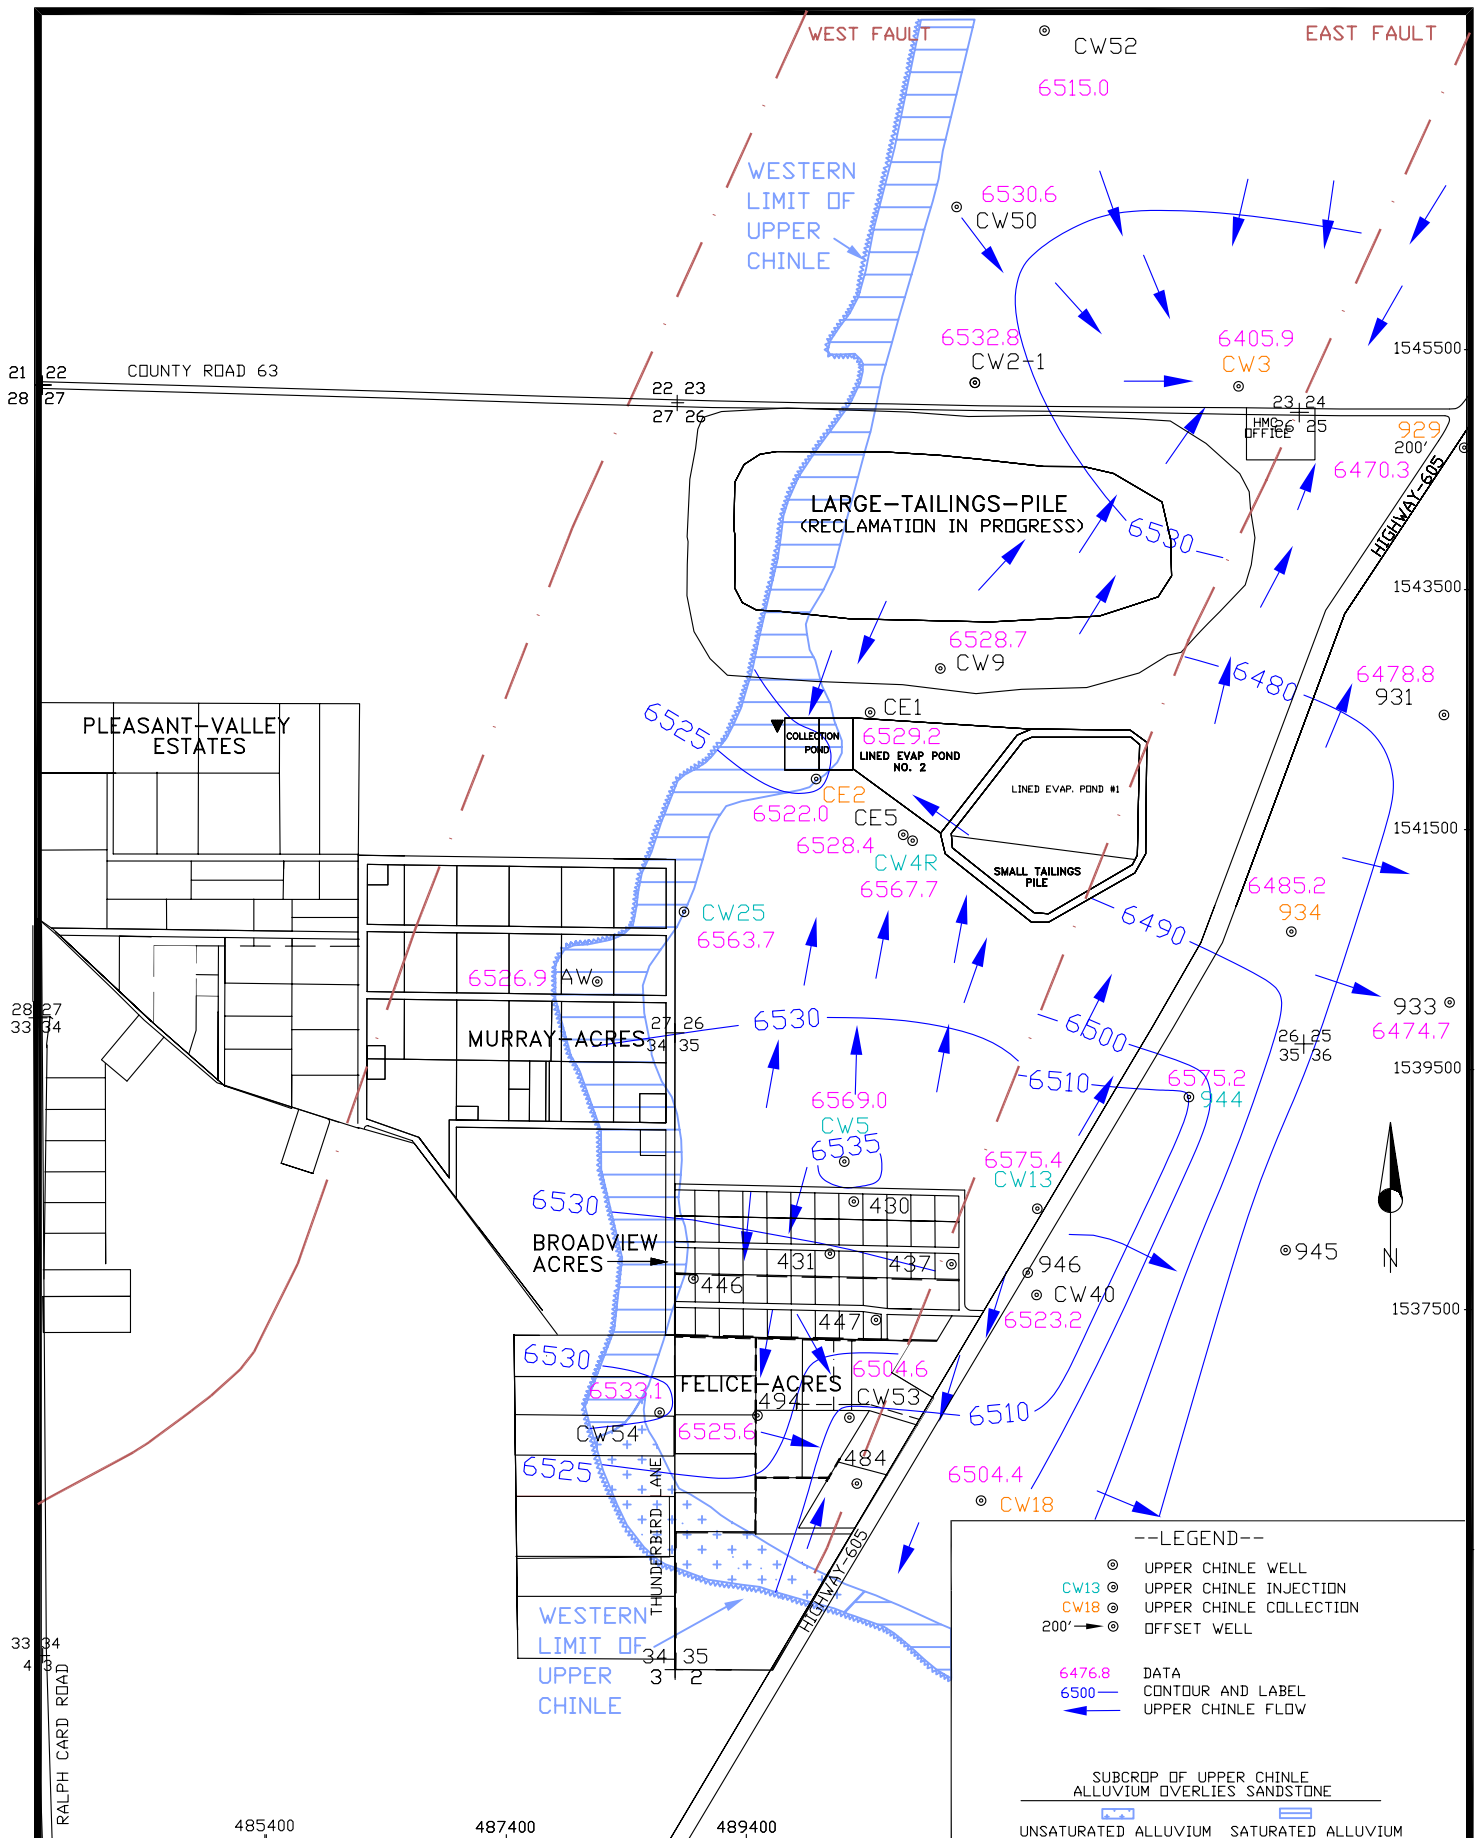 WEST FAULT
EAST FAULT
CW52
6515.0
WESTERN
LIMIT OF
UPPER
CHINLE
6530.6
CW50
6532.8
CW2-1
6405.9
CW3
1545500
COUNTY ROAD 63
21 22
28 27
22 23
27 26
23 24
26 25
HMC
OFFICE
929
200'
6470.3
HIGHWAY-605
LARGE-TAILINGS-PILE
(RECLAMATION IN PROGRESS)
6530
1543500
6528.7
CW9
6480
6478.8
931
PLEASANT-VALLEY
ESTATES
6525
CE1
COLLECTION
POND
6529.2
LINED EVAP POND
NO. 2
LINED EVAP. POND #1
CE2
6522.0
CE5
6528.4
CW4R
6567.7
SMALL TAILINGS
PILE
1541500
6485.2
934
6490
CW25
6563.7
6526.9
AW
933
6474.7
28 27
33 34
MURRAY-ACRES
27 26
34 35
6530
6500
26 25
35 36
1539500
6510
6575.2
944
6569.0
CW5
6535
6575.4
CW13
6530
430
BROADVIEW
ACRES
431
437
446
946
945
CW40
N
447
6523.2
1537500
6530
6504.6
6533.1
FELICE-ACRES
494
CW53
6510
CW54
6525.6
6525
484
6504.4
CW18
THUNDERBIRD LANE
HIGHWAY-605
WESTERN
LIMIT OF
UPPER
CHINLE
33 34
4 3
34 35
3 2
RALPH CARD ROAD
485400
487400
489400
--LEGEND--
UPPER CHINLE WELL
CW13 UPPER CHINLE INJECTION
CW18 UPPER CHINLE COLLECTION
200' OFFSET WELL
6476.8 DATA
6500 CONTOUR AND LABEL
UPPER CHINLE FLOW
SUBCROP OF UPPER CHINLE
ALLUVIUM OVERLIES SANDSTONE
UNSATURATED ALLUVIUM SATURATED ALLUVIUM